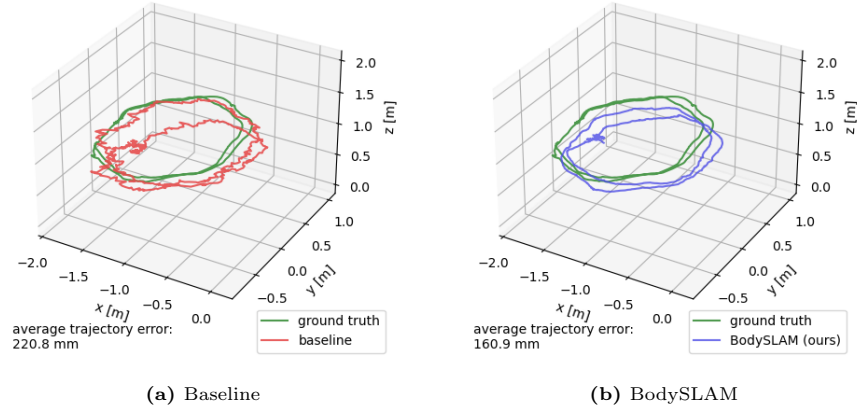 2.0
1.5
1.0
0.5
0.0
z [m]
1.0
0.5
0.0
−0.5
y [m]
−2.0
−1.5
−1.0
−0.5
0.0
x [m]
average trajectory error:
220.8 mm
ground truth
baseline
(a) Baseline
2.0
1.5
1.0
0.5
0.0
z [m]
1.0
0.5
0.0
−0.5
y [m]
−2.0
−1.5
−1.0
−0.5
0.0
x [m]
average trajectory error:
160.9 mm
ground truth
BodySLAM (ours)
(b) BodySLAM